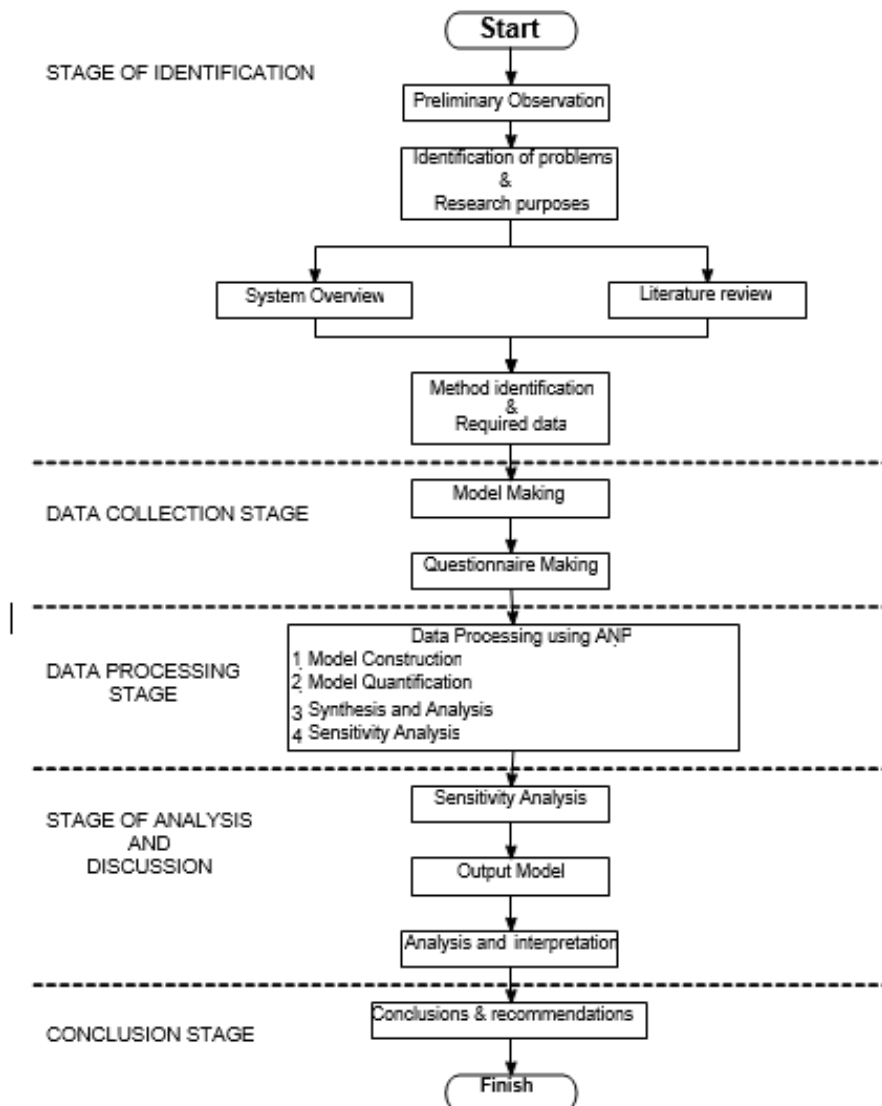 Start
STAGE OF IDENTIFICATION
Preliminary Observation
Identification of problems
&
Research purposes
System Overview
Literature review
Method identification
&
Required data
DATA COLLECTION STAGE
Model Making
Questionnaire Making
DATA PROCESSING
STAGE
Data Processing using ANP
1. Model Construction
2. Model Quantification
3 Synthesis and Analysis
4 Sensitivity Analysis
STAGE OF ANALYSIS
AND
DISCUSSION
Sensitivity Analysis
Output Model
Analysis and interpretation
CONCLUSION STAGE
Conclusions & recommendations
Finish